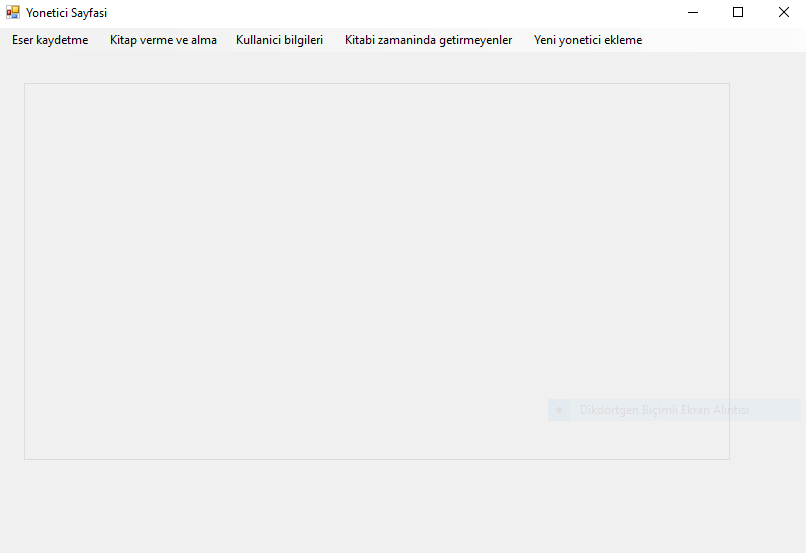 Yonetici Sayfasi
Eser kaydetme Kitap verme ve alma Kullanici bilgileri Kitabi zamaninda getirmeyenler Yeni yonetici ekleme
Dikdörtgen Biçimli Ekran Alıntısı